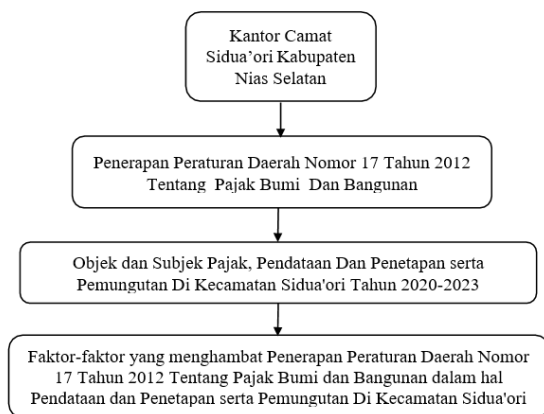 Kantor Camat
Sidua’ori Kabupaten
Nias Selatan
Penerapan Peraturan Daerah Nomor 17 Tahun 2012
Tentang Pajak Bumi Dan Bangunan
Objek dan Subjek Pajak, Pendataan Dan Penetapan serta
Pemungutan Di Kecamatan Sidua'ori Tahun 2020-2023
Faktor-faktor yang menghambat Penerapan Peraturan Daerah Nomor
17 Tahun 2012 Tentang Pajak Bumi dan Bangunan dalam hal
Pendataan dan Penetapan serta Pemungutan Di Kecamatan Sidua'ori